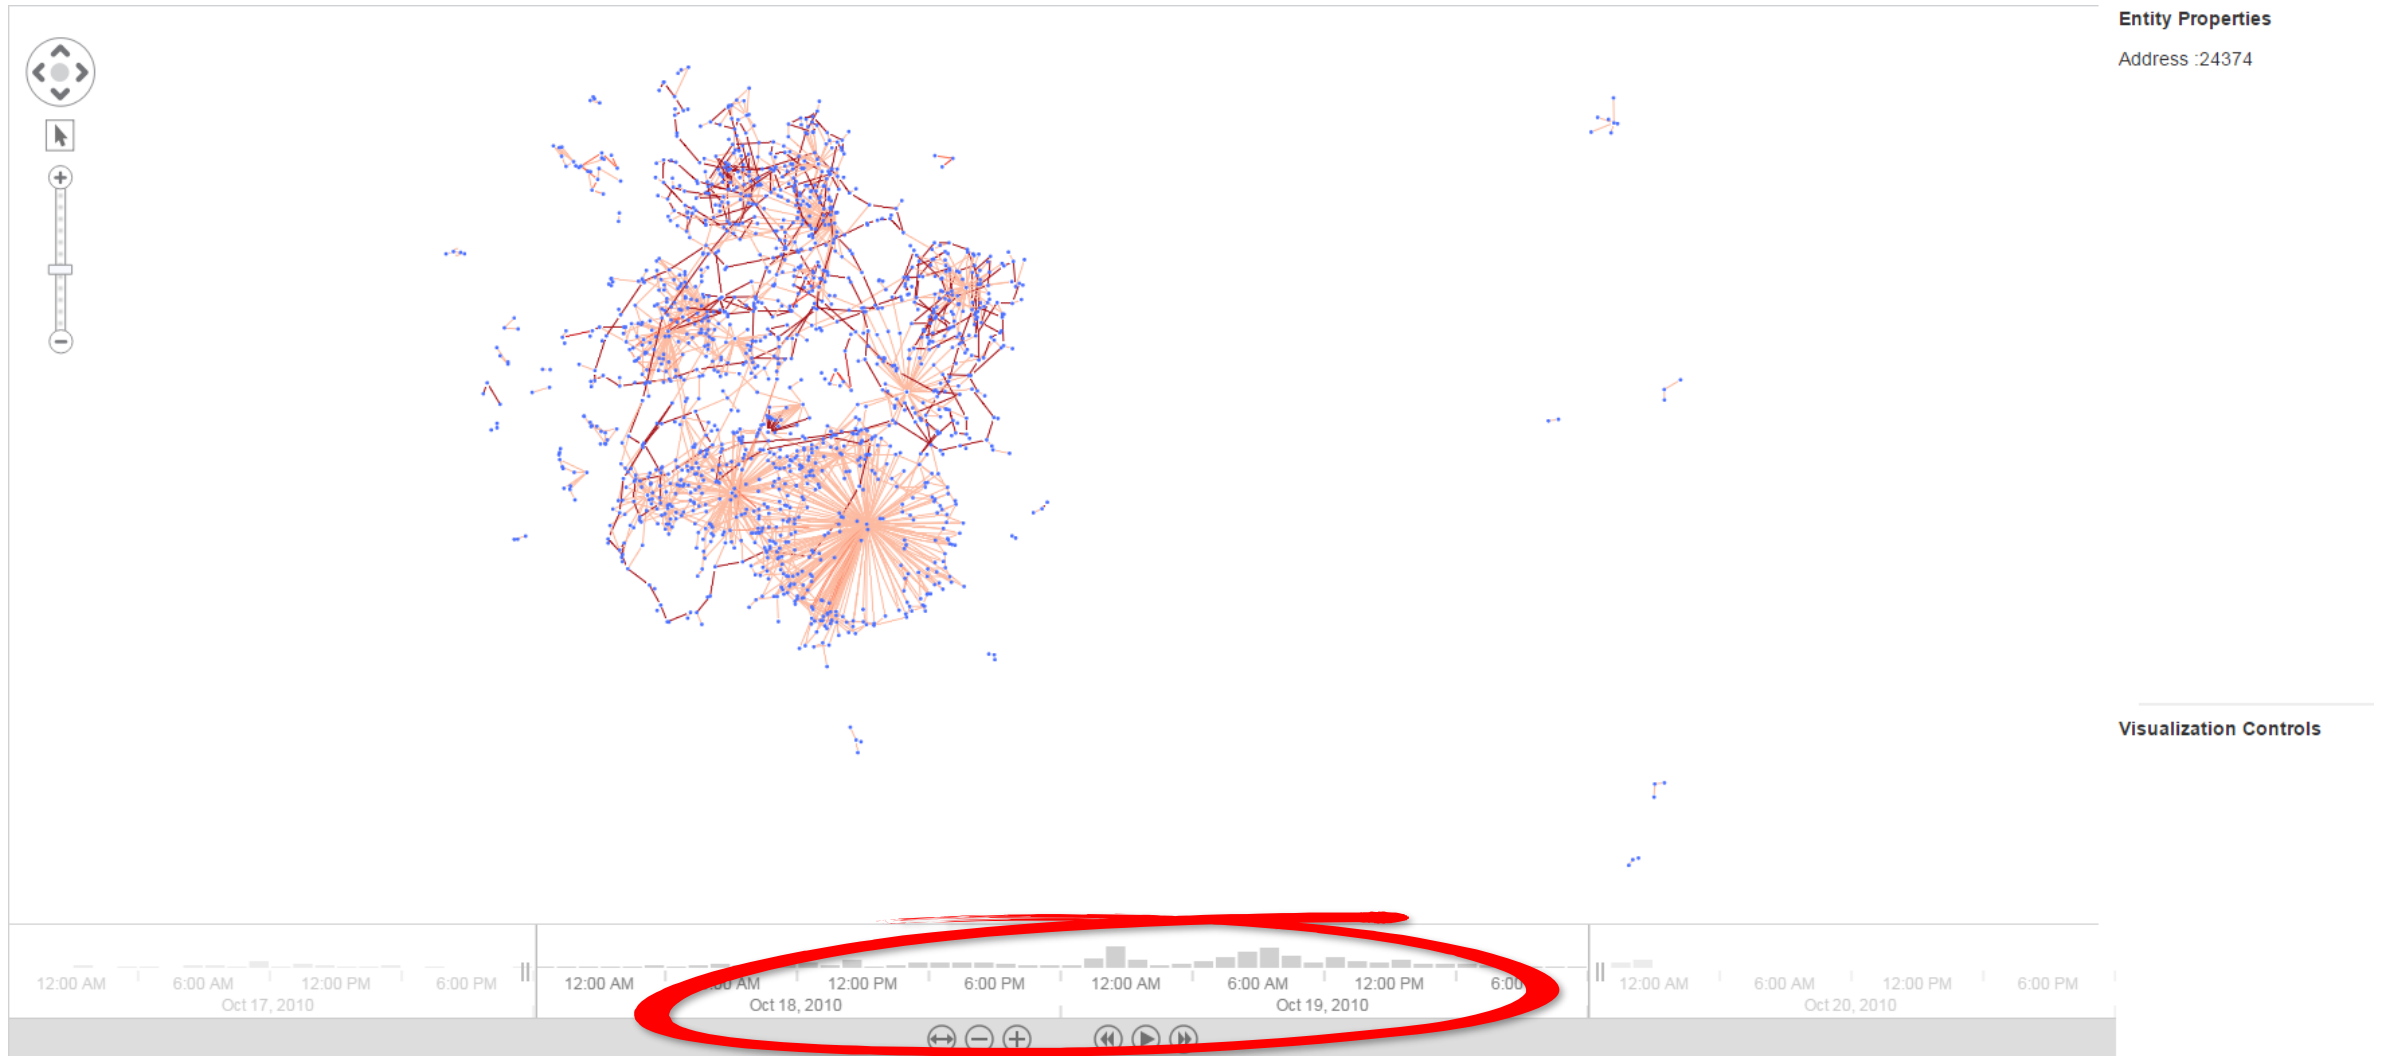 Entity Properties
Address :24374
Visualization Controls
12:00 AM 6:00 AM 12:00 PM 6:00 PM 12:00 AM AM 12:00 PM 6:00 PM 12:00 AM 6:00 AM 12:00 PM 6:00 12:00 AM 6:00 AM 12:00 PM 6:00 PM
Oct 17, 2010 Oct 18, 2010 Oct 19, 2010 Oct 20, 2010